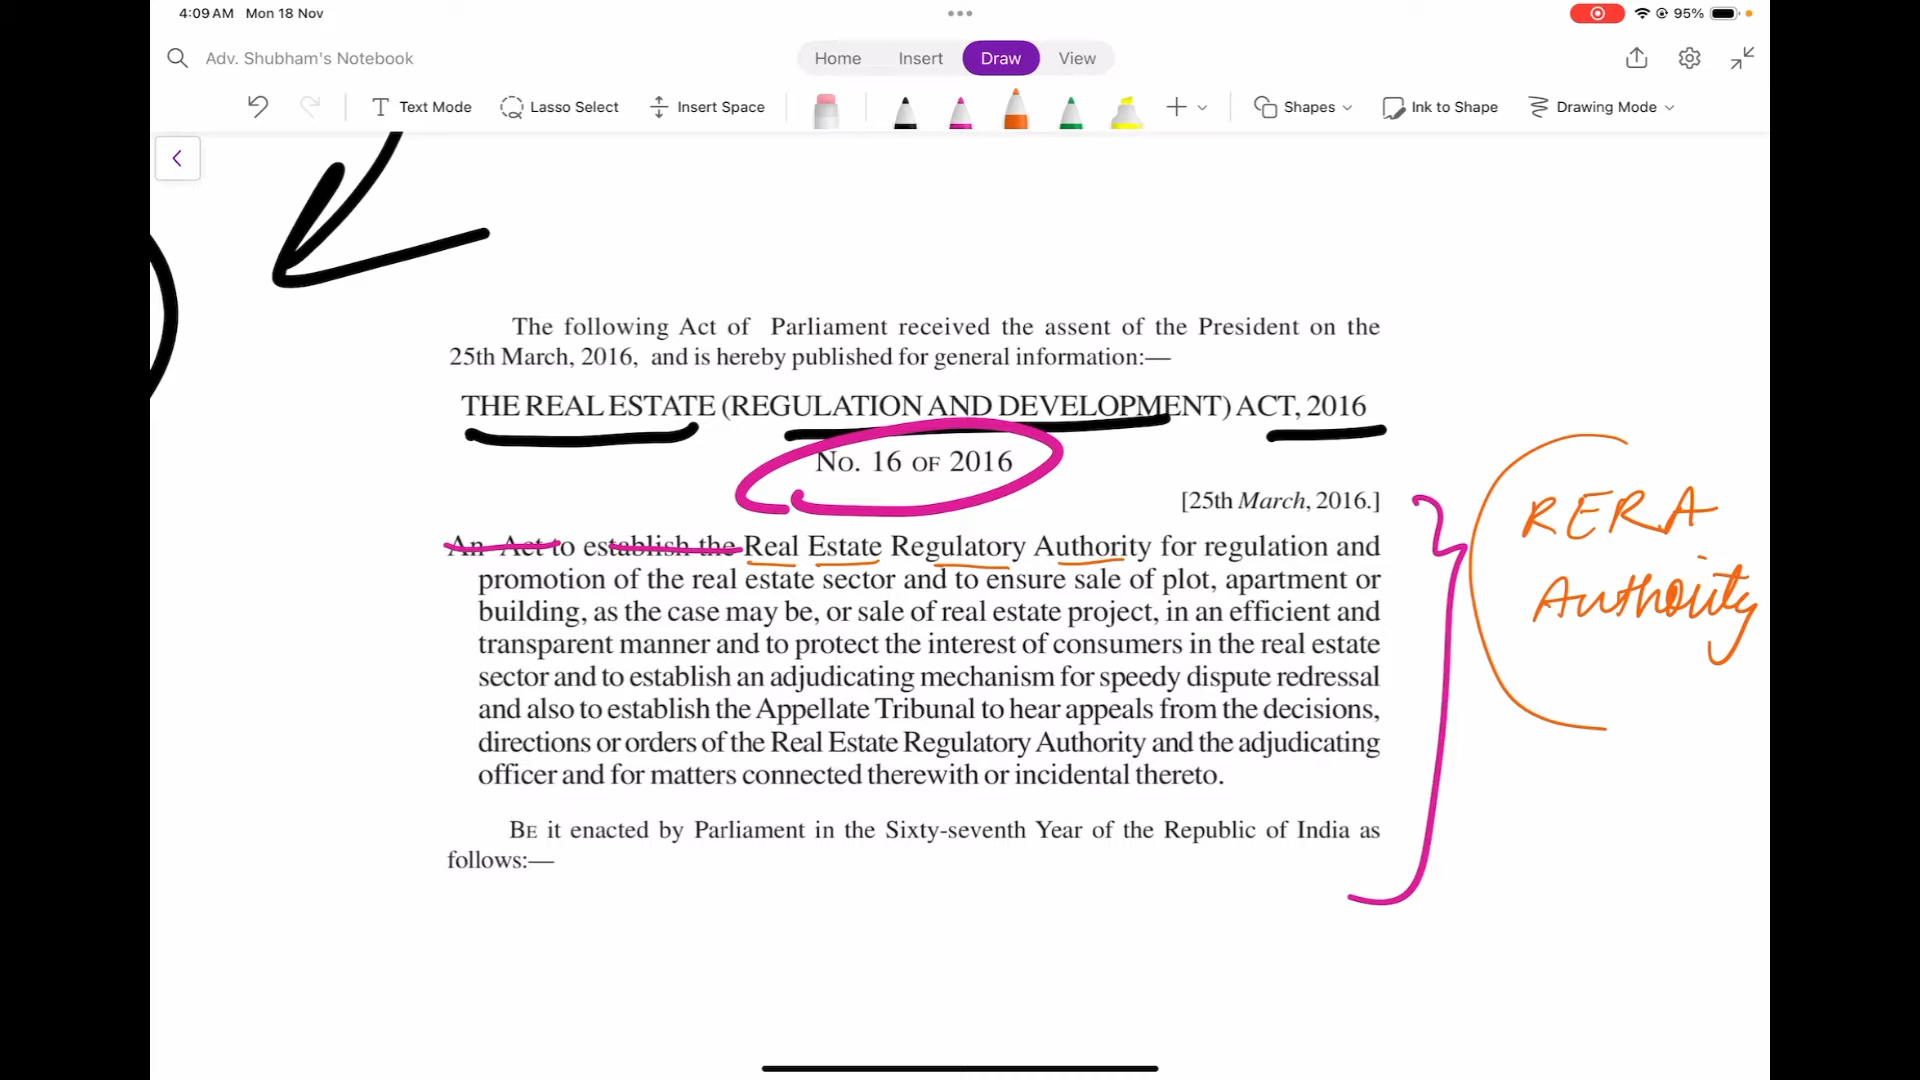 4:09 AM Mon 18 Nov
95%
Adv. Shubham's Notebook
Home Insert Draw View
Text Mode Lasso Select Insert Space Shapes Ink to Shape Drawing Mode
The following Act of Parliament received the assent of the President on the
25th March, 2016, and is hereby published for general information:—
THE REAL ESTATE (REGULATION AND DEVELOPMENT) ACT, 2016
NO. 16 OF 2016
[25th March, 2016.]
An Act to establish the Real Estate Regulatory Authority for regulation and
promotion of the real estate sector and to ensure sale of plot, apartment or
building, as the case may be, or sale of real estate project, in an efficient and
transparent manner and to protect the interest of consumers in the real estate
sector and to establish an adjudicating mechanism for speedy dispute redressal
and also to establish the Appellate Tribunal to hear appeals from the decisions,
directions or orders of the Real Estate Regulatory Authority and the adjudicating
officer and for matters connected therewith or incidental thereto.
BE it enacted by Parliament in the Sixty-seventh Year of the Republic of India as
follows:—
RERA
Authority